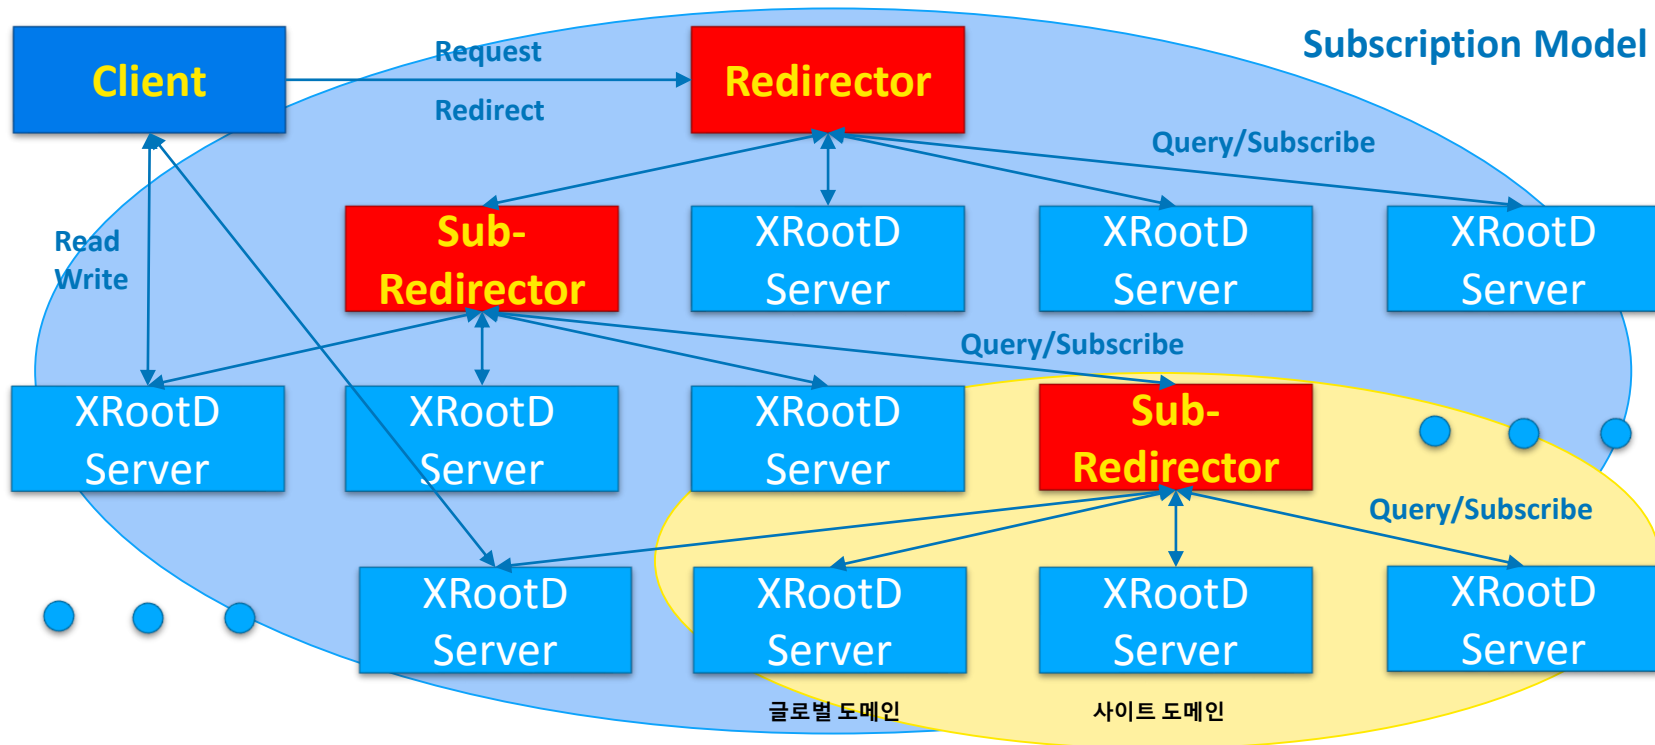 Subscription Model
Client
Request
Redirect
Redirector
Query/Subscribe
Read
Write
Sub-
Redirector
XRootD
Server
XRootD
Server
XRootD
Server
Query/Subscribe
XRootD
Server
XRootD
Server
XRootD
Server
Sub-
Redirector
Query/Subscribe
XRootD
Server
XRootD
Server
XRootD
Server
XRootD
Server
글로벌 도메인
사이트 도메인